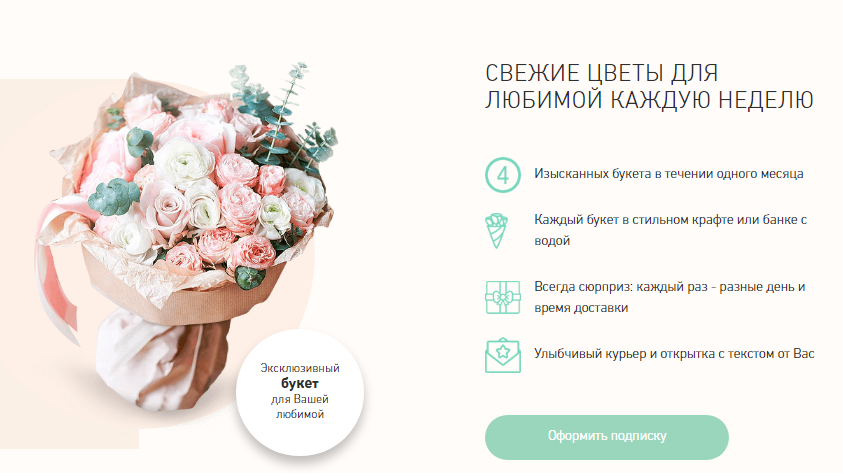 СВЕЖИЕ ЦВЕТЫ ДЛЯ
ЛЮБИМОЙ КАЖДУЮ НЕДЕЛЮ
4 Изысканных букета в течении одного месяца
Каждый букет в стильном крафте или банке с
водой
Всегда сюрприз: каждый раз - разные день и
время доставки
Улыбчивый курьер и открытка с текстом от Вас
Оформить подписку
Эксклюзивный
букет
для Вашей
любимой